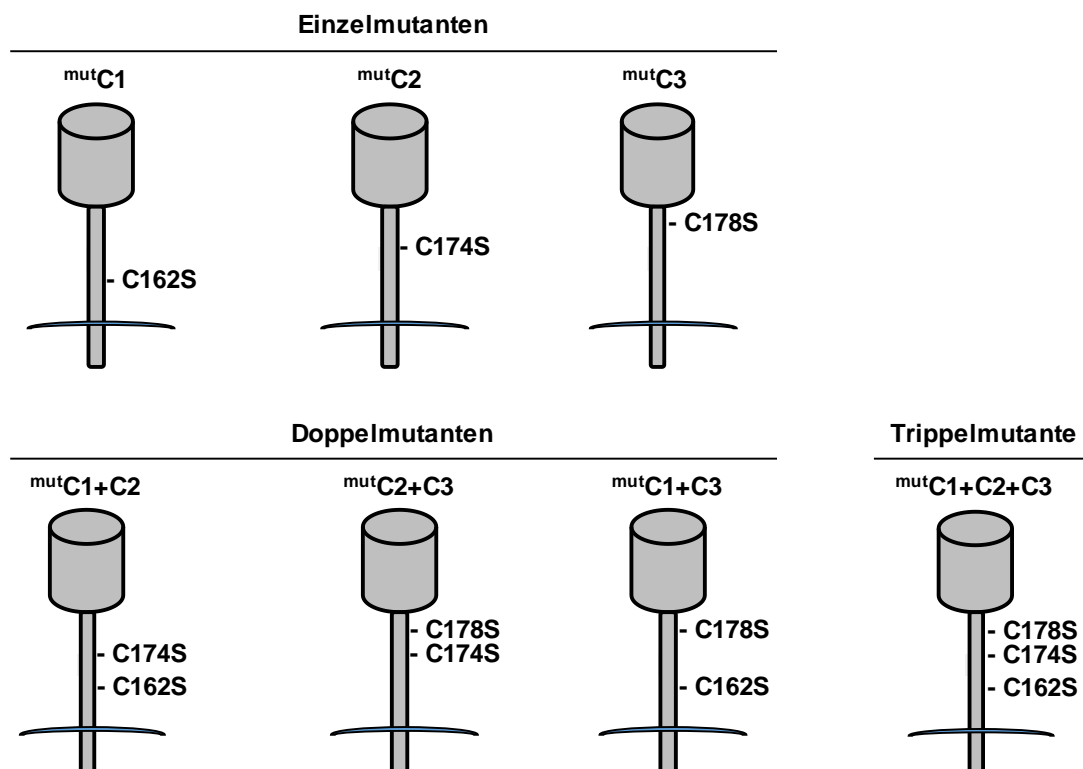 Einzelmutanten
mutC1 mutC2 mutC3
- C178S
- C174S
- C162S
Doppelmutanten Trippelmutante
mutC1+C2 mutC2+C3 mutC1+C3 mutC1+C2+C3
- C178S - C178S - C178S
- C174S - C174S - C174S
- C162S - C162S - C162S